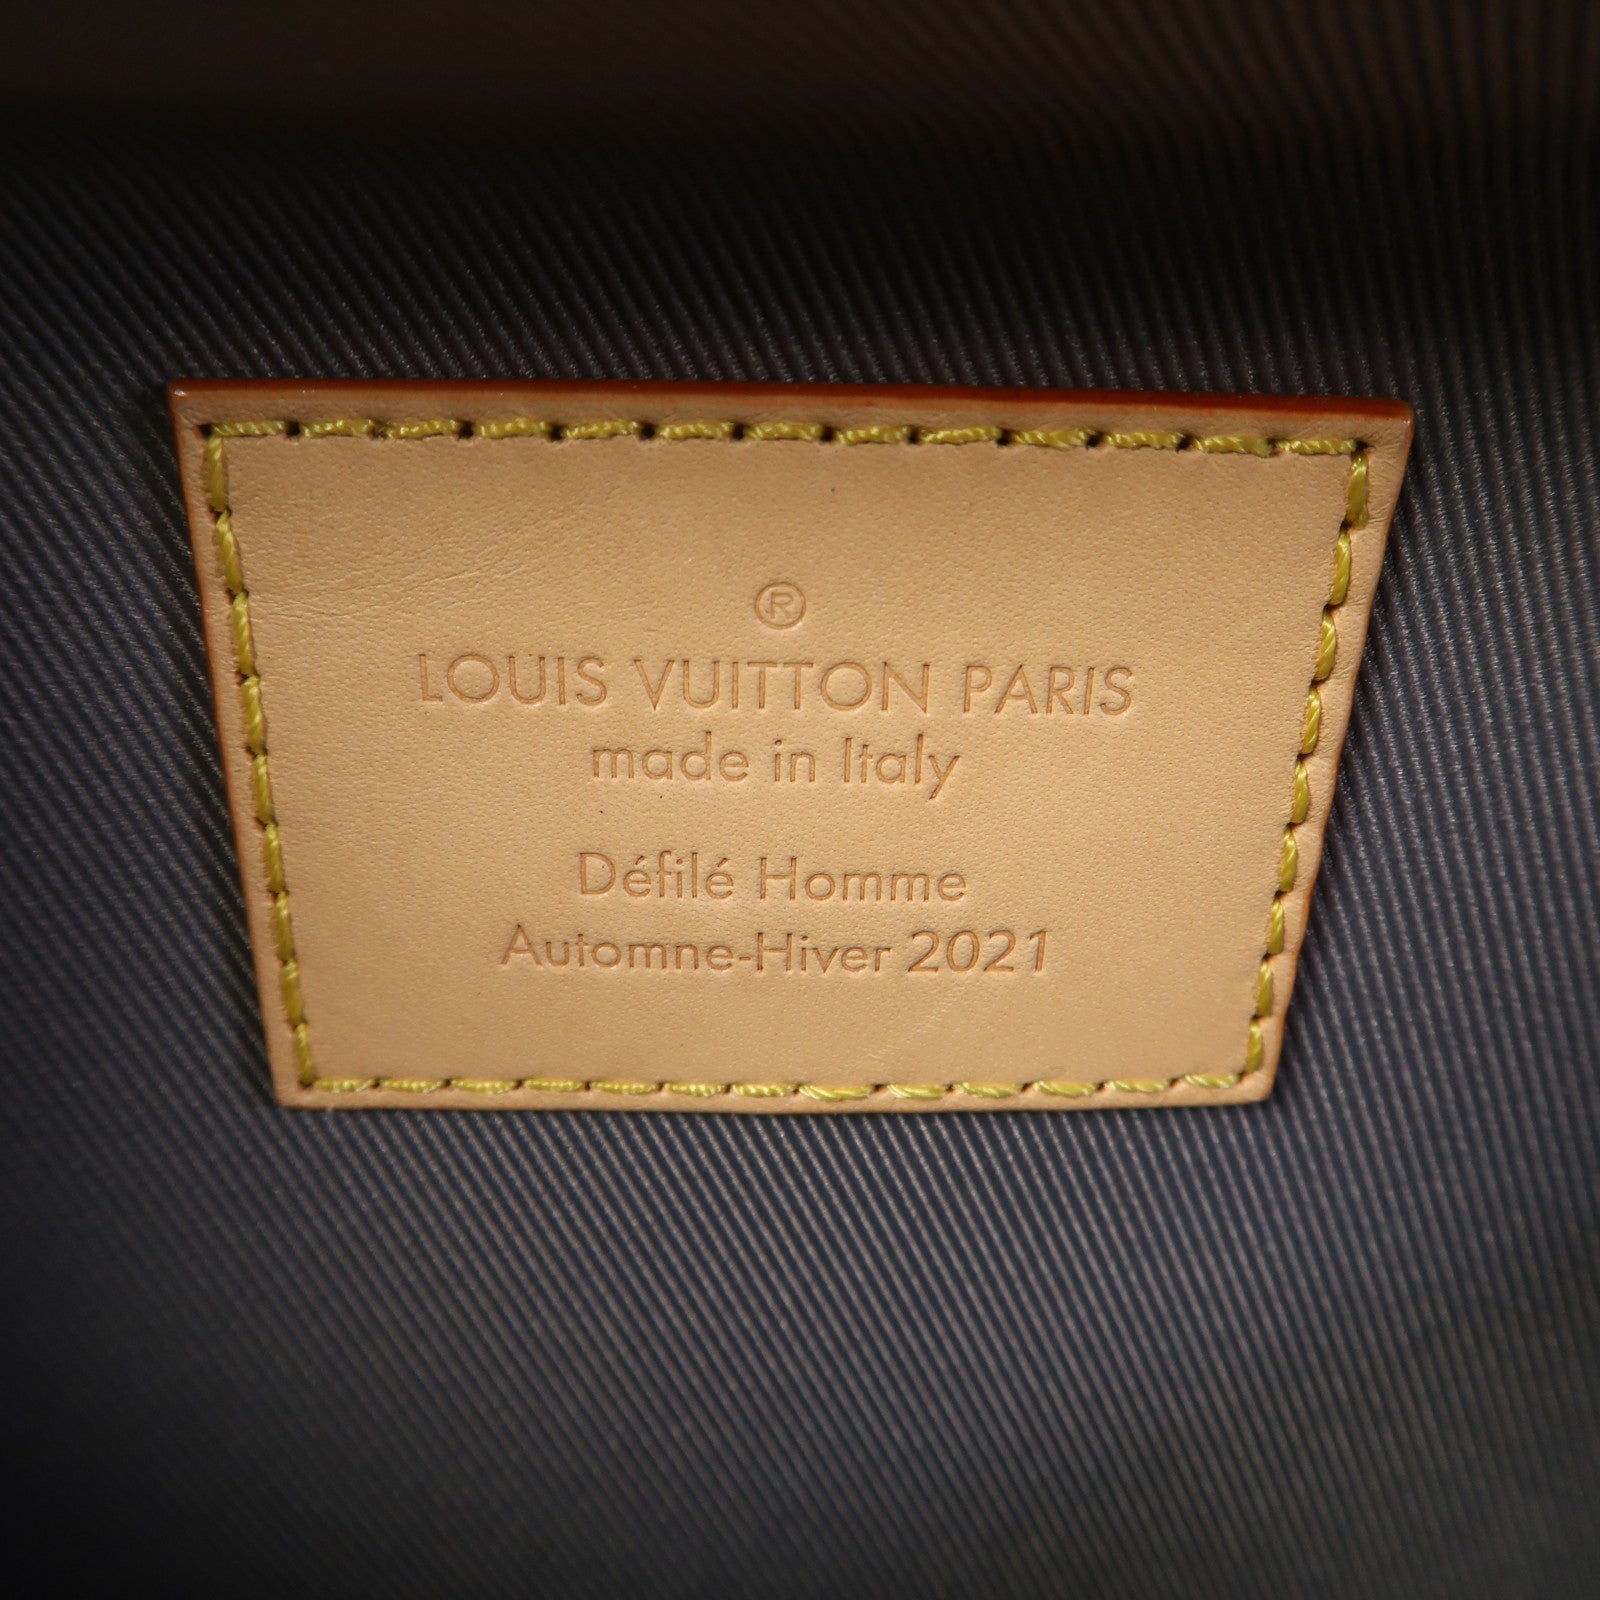 ®
LOUIS VUITTON PARIS
made in Italy
Défilé Homme
Automne-Hiver 2021